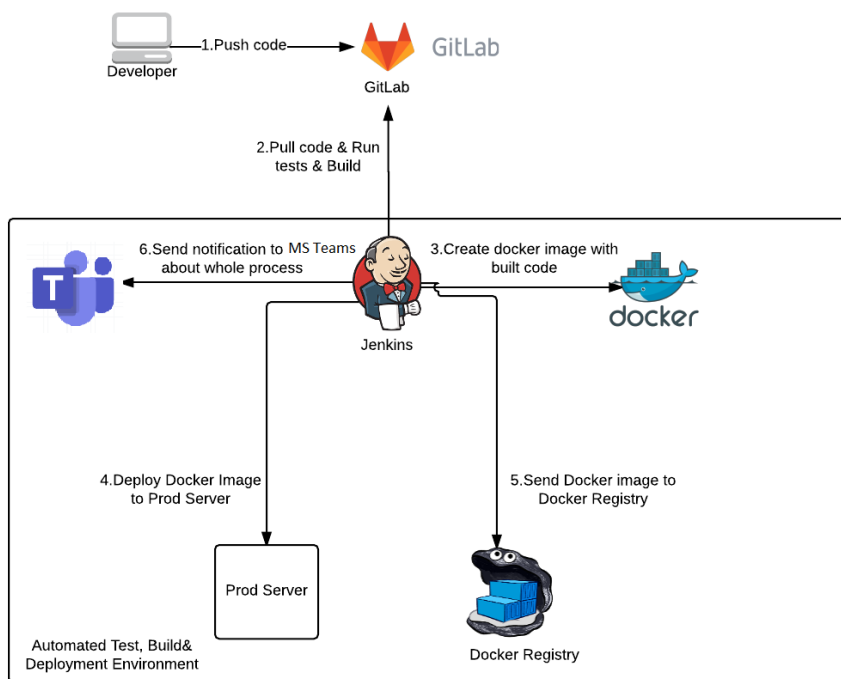 1.Push code
GitLab
Developer
GitLab
2.Pull code & Run
tests & Build
6.Send notification to MS Teams
about whole process
3.Create docker image with
built code
T
docker
Jenkins
4.Deploy Docker Image
to Prod Server
5.Send Docker image to
Docker Registry
Prod Server
Automated Test, Build&
Deployment Environment
Docker Registry